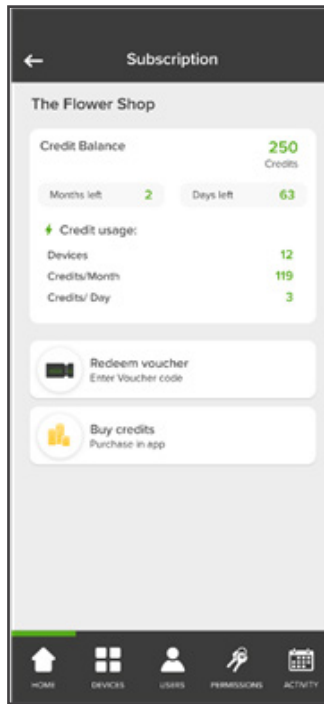 Subscription
The Flower Shop
Credit Balance
250
Credits
Months left 2 Days left 63
Credit usage:
Devices 12
Credits/Month 119
Credits/ Day 3
Redeem voucher
Enter Voucher code
Buy credits
Purchase in app
HOME DEVICES USERS PERMISSIONS ACTIVITY